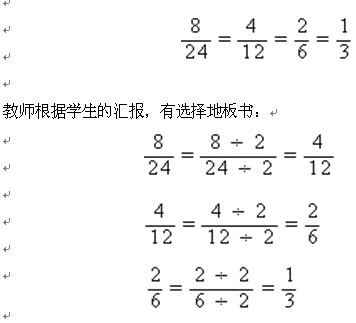 8/24 = 4/12 = 2/6 = 1/3
教师根据学生的汇报，有选择地板书：
8/24 = 8 ÷ 2/24 ÷ 2 = 4/12
4/12 = 4 ÷ 2/12 ÷ 2 = 2/6
2/6 = 2 ÷ 2/6 ÷ 2 = 1/3